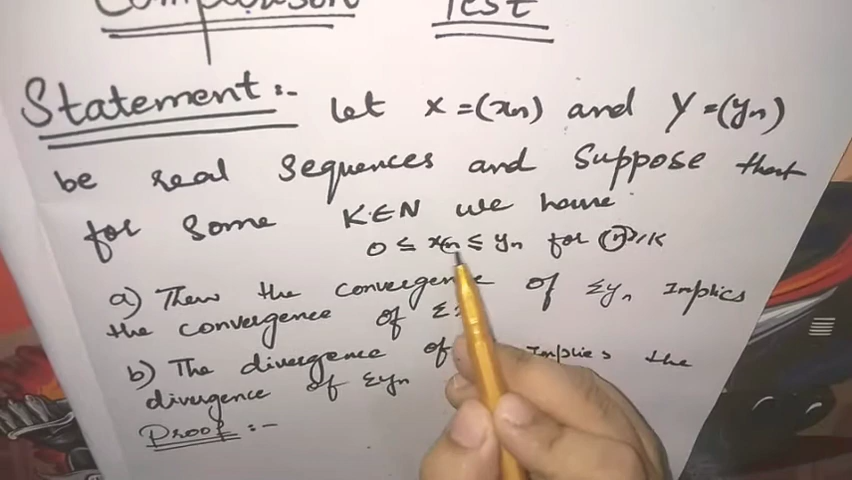 Comparison Test
Statement :- Let X = (xn) and Y = (yn)
be real sequences and Suppose that
for some K∈N we have
0 ≤ xn ≤ yn for n ≥ K
a) Then the convergence of Σyn Implies
the convergence of Σ
b) The divergence of Implies the
divergence of Σyn
Proof :-